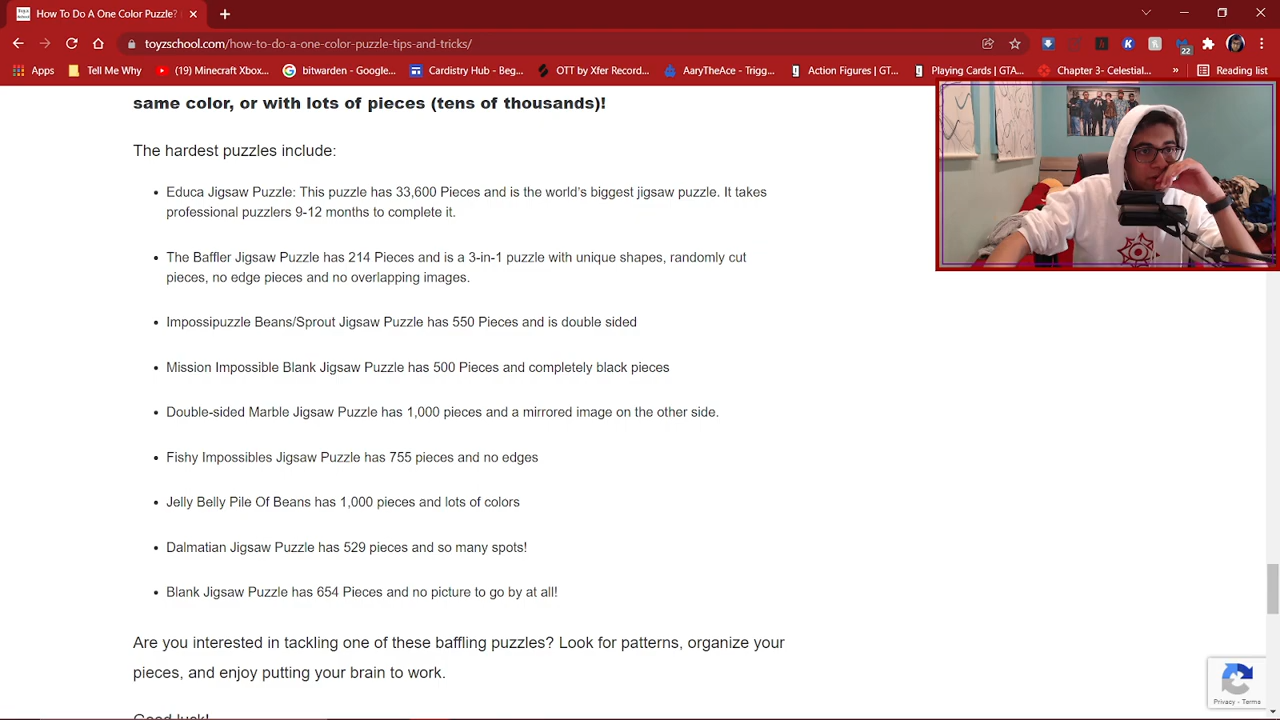 How To Do A One Color Puzzle?
toyzschool.com/how-to-do-a-one-color-puzzle-tips-and-tricks/
22
Apps
Tell Me Why
(19) Minecraft Xbox...
bitwarden - Google...
Cardistry Hub - Beg...
OTT by Xfer Record...
AaryTheAce - Trigg...
Action Figures | GT...
Playing Cards | GTA...
Chapter 3- Celestial...
»
Reading list
same color, or with lots of pieces (tens of thousands)!
The hardest puzzles include:
• Educa Jigsaw Puzzle: This puzzle has 33,600 Pieces and is the world's biggest jigsaw puzzle. It takes
professional puzzlers 9-12 months to complete it.
• The Baffler Jigsaw Puzzle has 214 Pieces and is a 3-in-1 puzzle with unique shapes, randomly cut
pieces, no edge pieces and no overlapping images.
• Impossipuzzle Beans/Sprout Jigsaw Puzzle has 550 Pieces and is double sided
• Mission Impossible Blank Jigsaw Puzzle has 500 Pieces and completely black pieces
• Double-sided Marble Jigsaw Puzzle has 1,000 pieces and a mirrored image on the other side.
• Fishy Impossibles Jigsaw Puzzle has 755 pieces and no edges
• Jelly Belly Pile Of Beans has 1,000 pieces and lots of colors
• Dalmatian Jigsaw Puzzle has 529 pieces and so many spots!
• Blank Jigsaw Puzzle has 654 Pieces and no picture to go by at all!
Are you interested in tackling one of these baffling puzzles? Look for patterns, organize your
pieces, and enjoy putting your brain to work.
Good luck!
Privacy - Terms